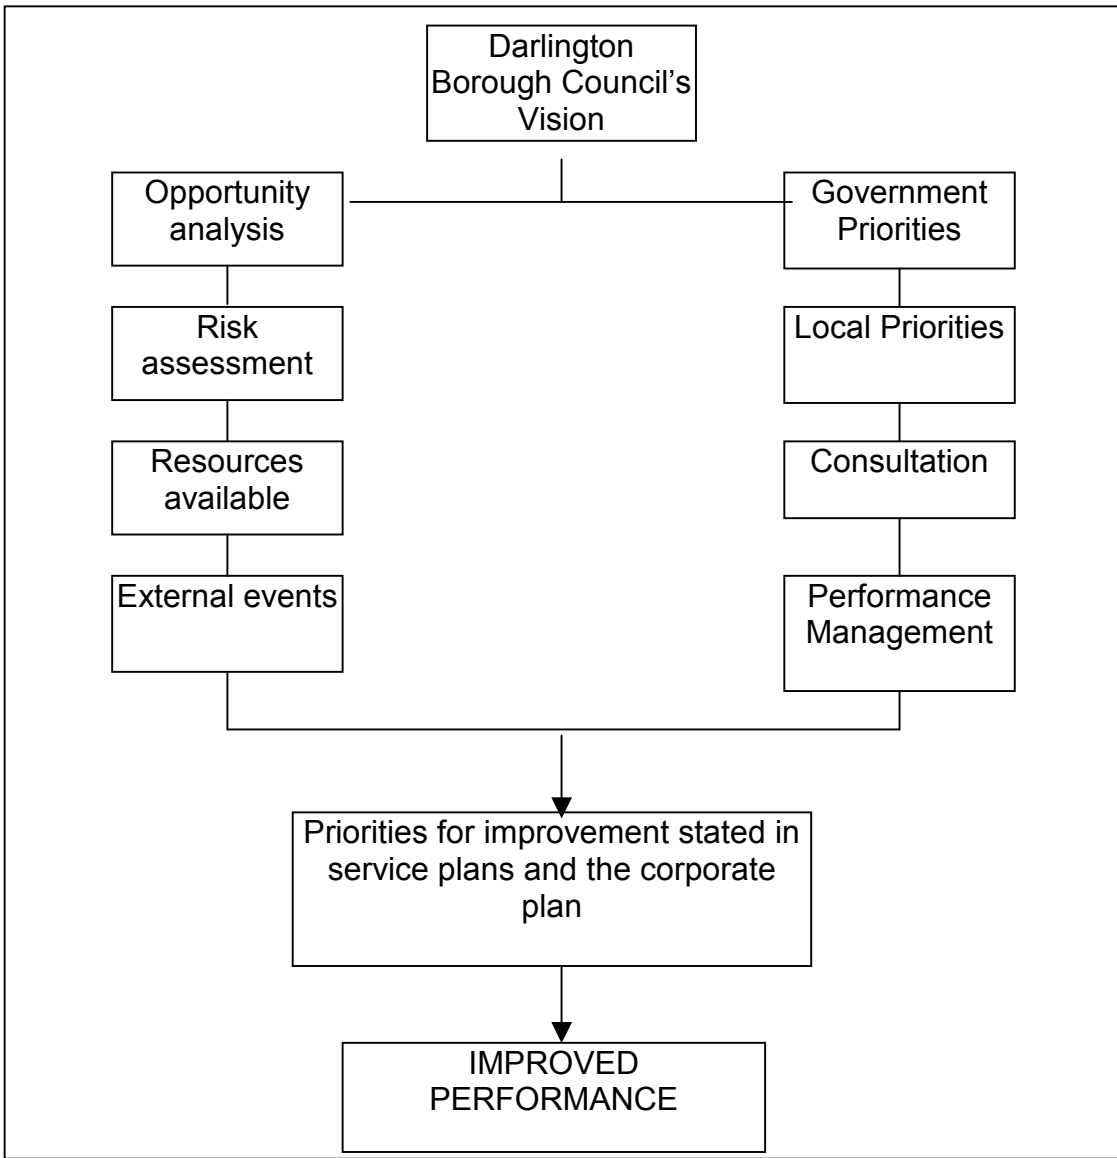 Darlington
Borough Council's
Vision
Opportunity
analysis
Government
Priorities
Risk
assessment
Local Priorities
Resources
available
Consultation
External events
Performance
Management
Priorities for improvement stated in
service plans and the corporate
plan
IMPROVED
PERFORMANCE